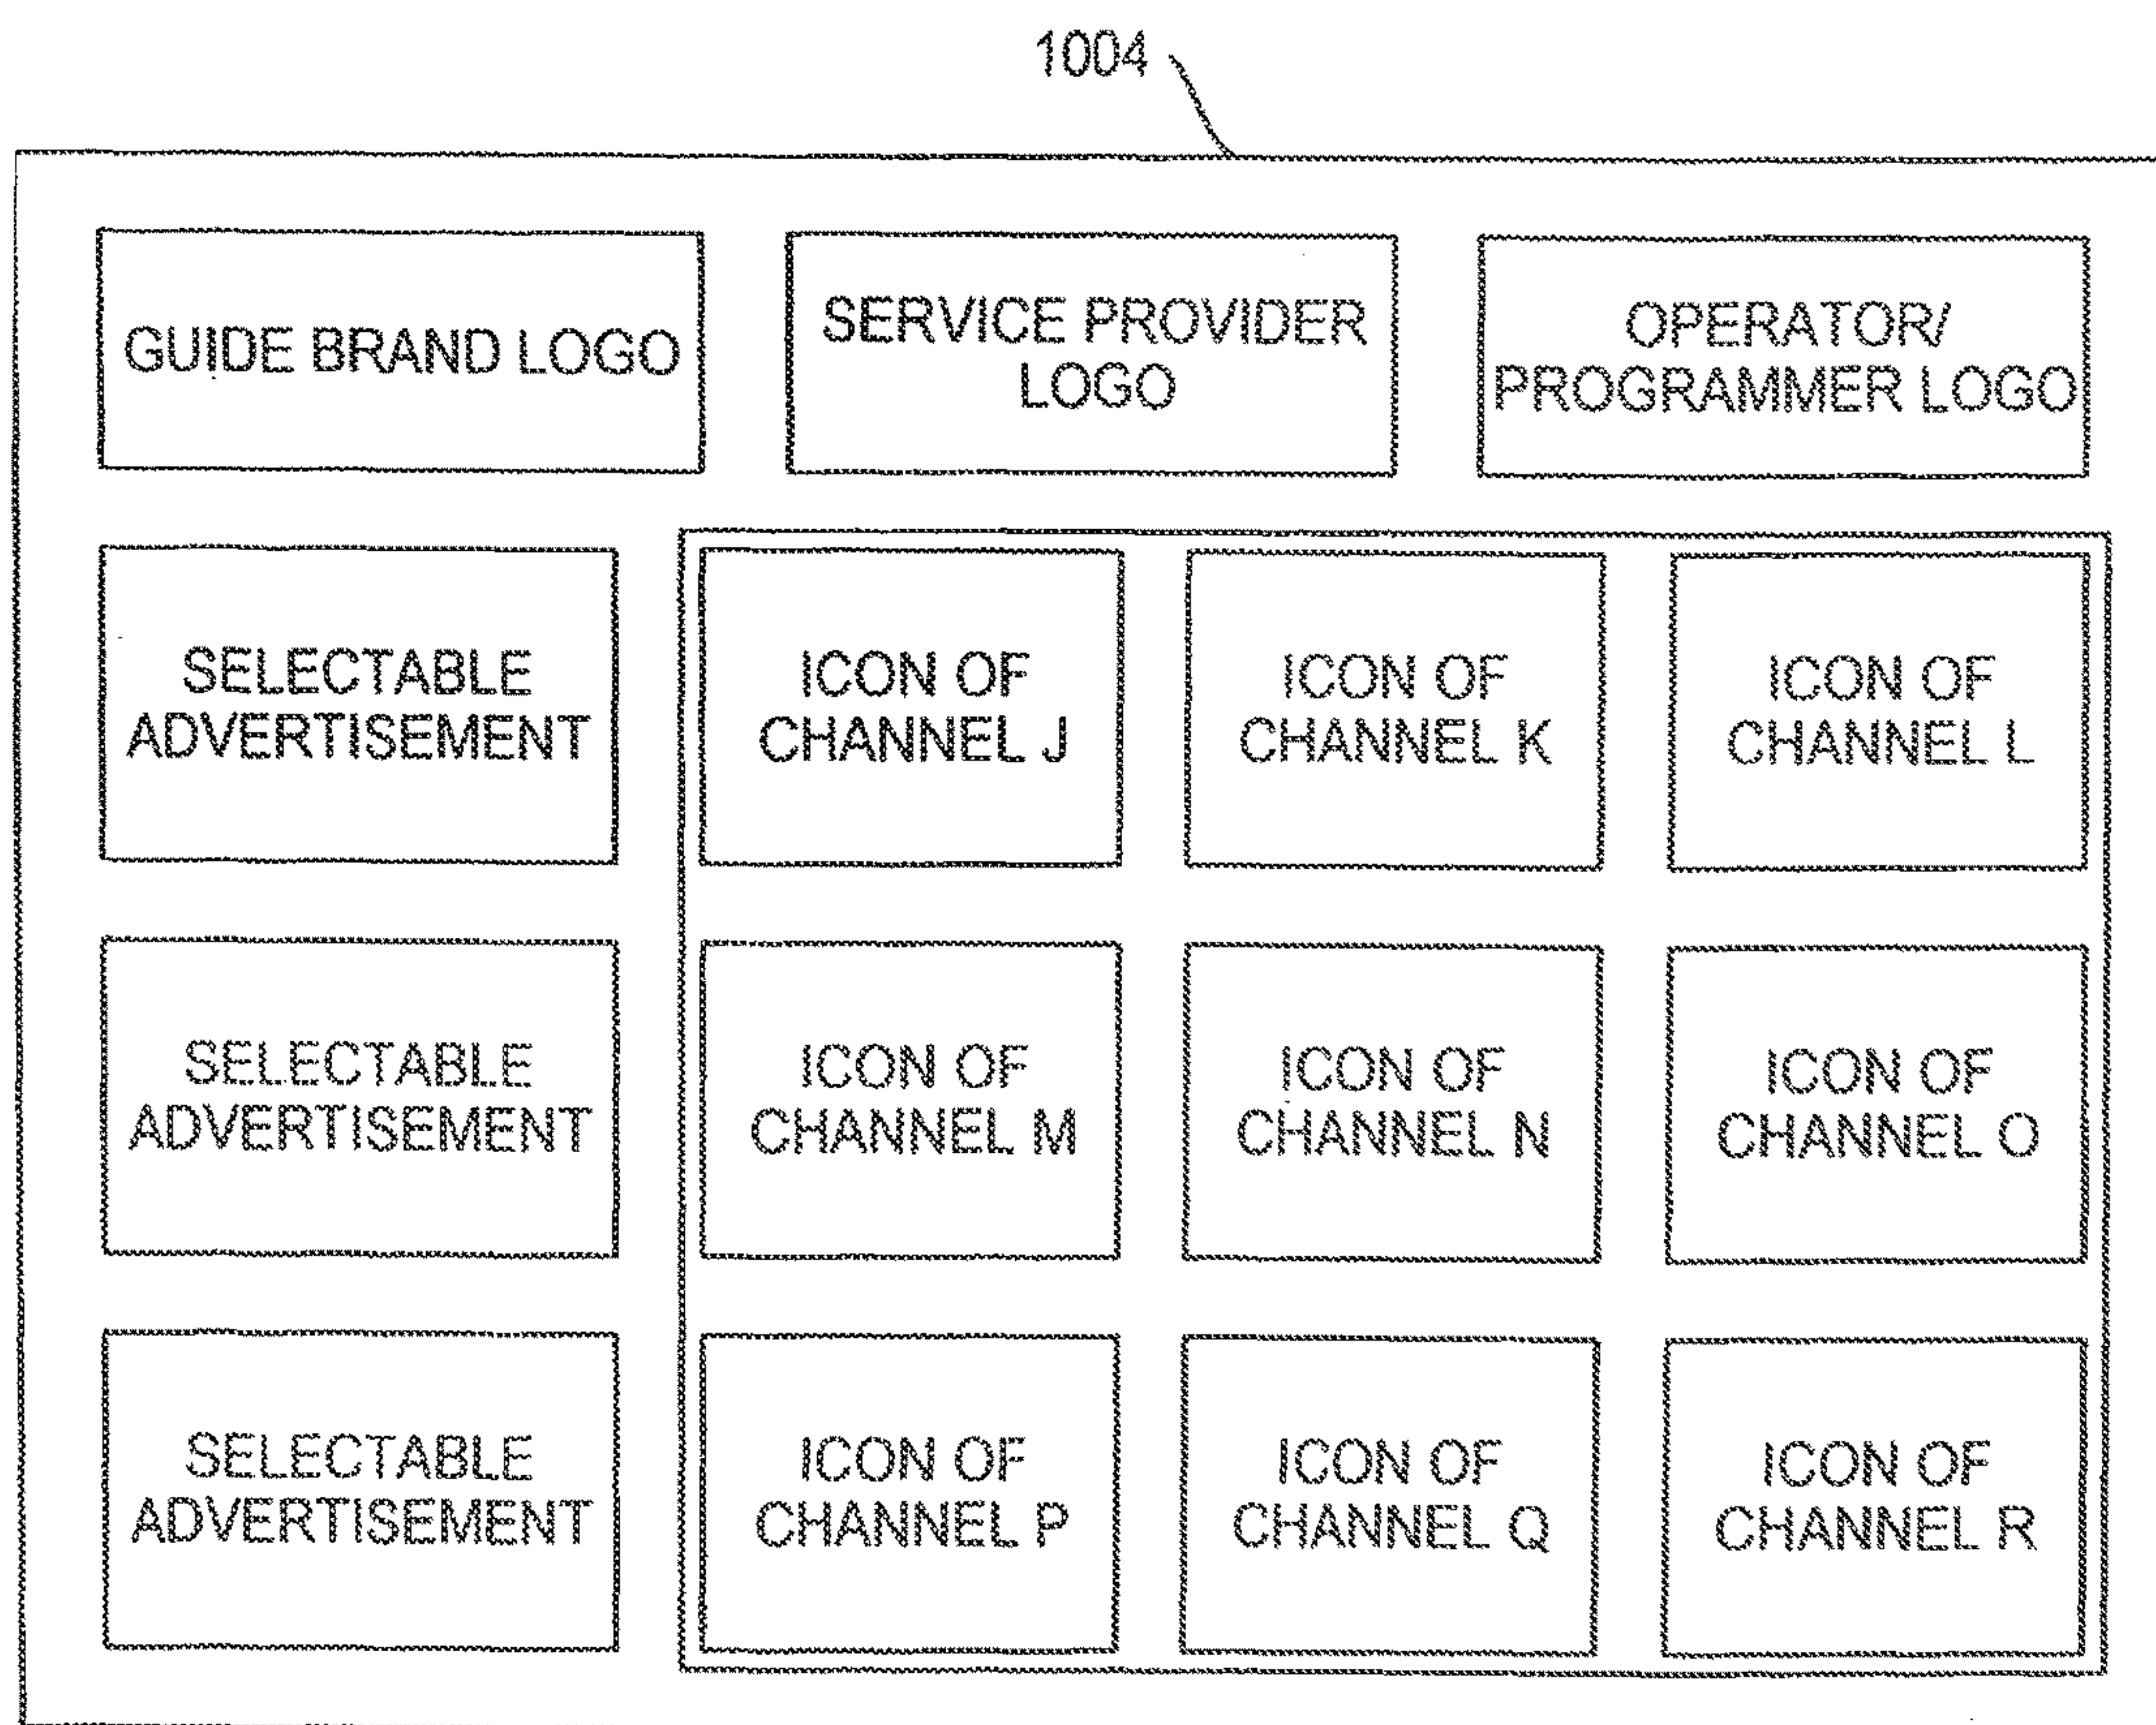 1004
GUIDE BRAND LOGO
SERVICE PROVIDER
LOGO
OPERATOR/
PROGRAMMER LOGO
SELECTABLE
ADVERTISEMENT
ICON OF
CHANNEL J
ICON OF
CHANNEL K
ICON OF
CHANNEL L
SELECTABLE
ADVERTISEMENT
ICON OF
CHANNEL M
ICON OF
CHANNEL N
ICON OF
CHANNEL O
SELECTABLE
ADVERTISEMENT
ICON OF
CHANNEL P
ICON OF
CHANNEL Q
ICON OF
CHANNEL R